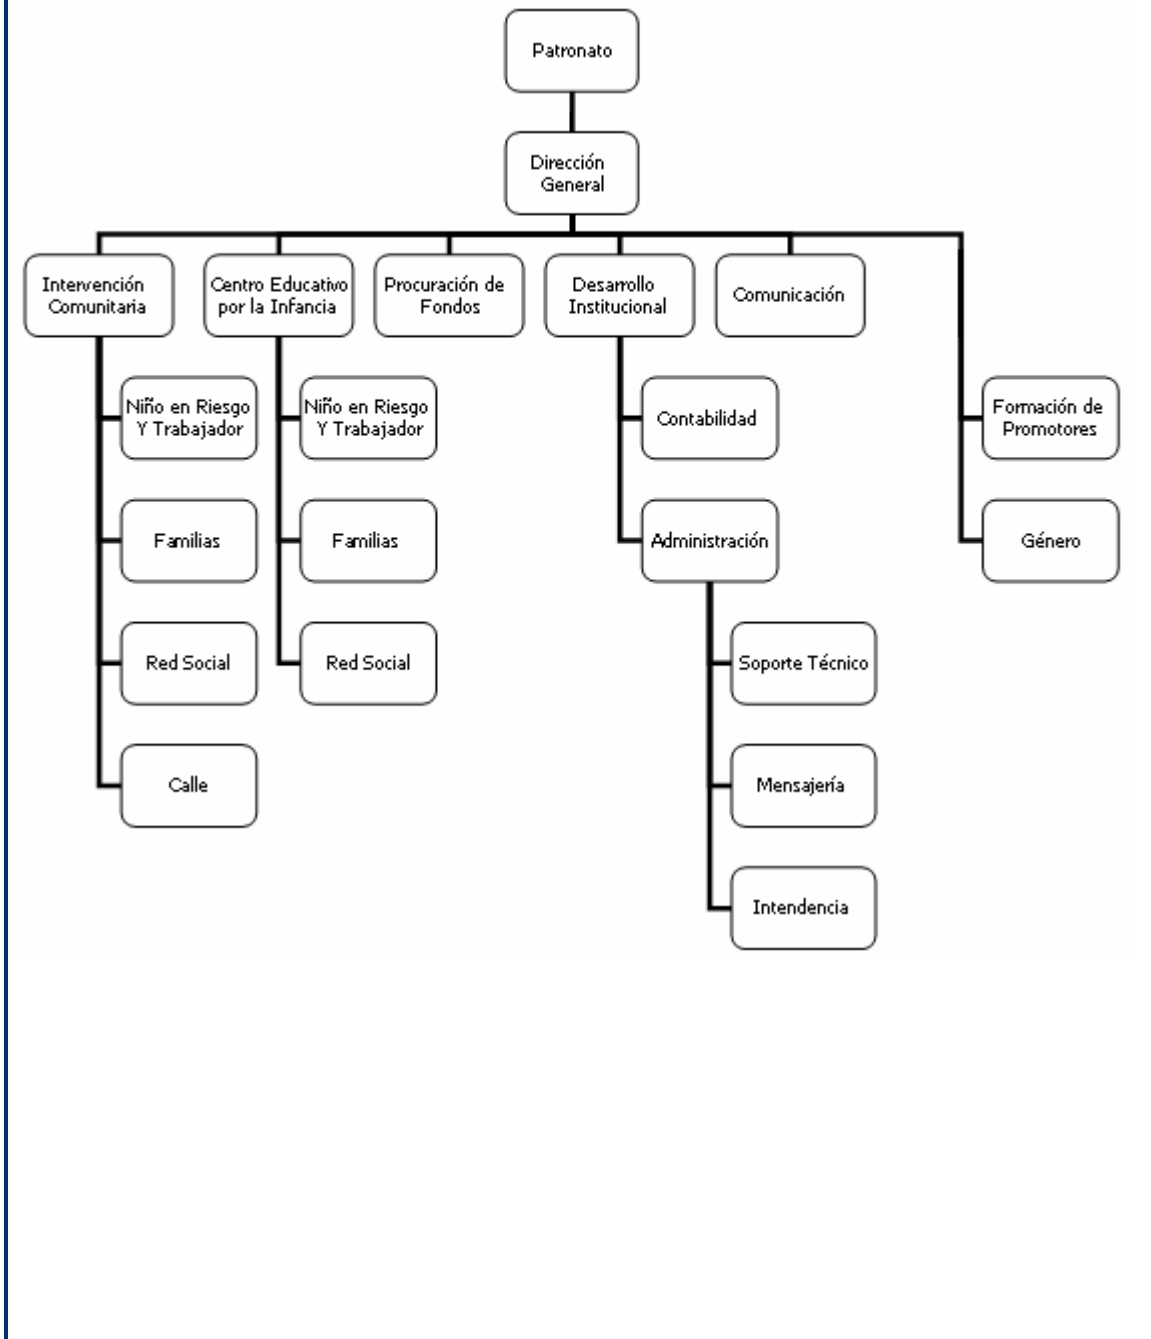 Patronato
Dirección
General
Intervención
Comunitaria
Centro Educativo
por la Infancia
Procuración de
Fondos
Desarrollo
Institucional
Comunicación
Niño en Riesgo
Y Trabajador
Niño en Riesgo
Y Trabajador
Contabilidad
Formación de
Promotores
Familias
Familias
Administración
Género
Red Social
Red Social
Soporte Técnico
Calle
Mensajería
Intendencia